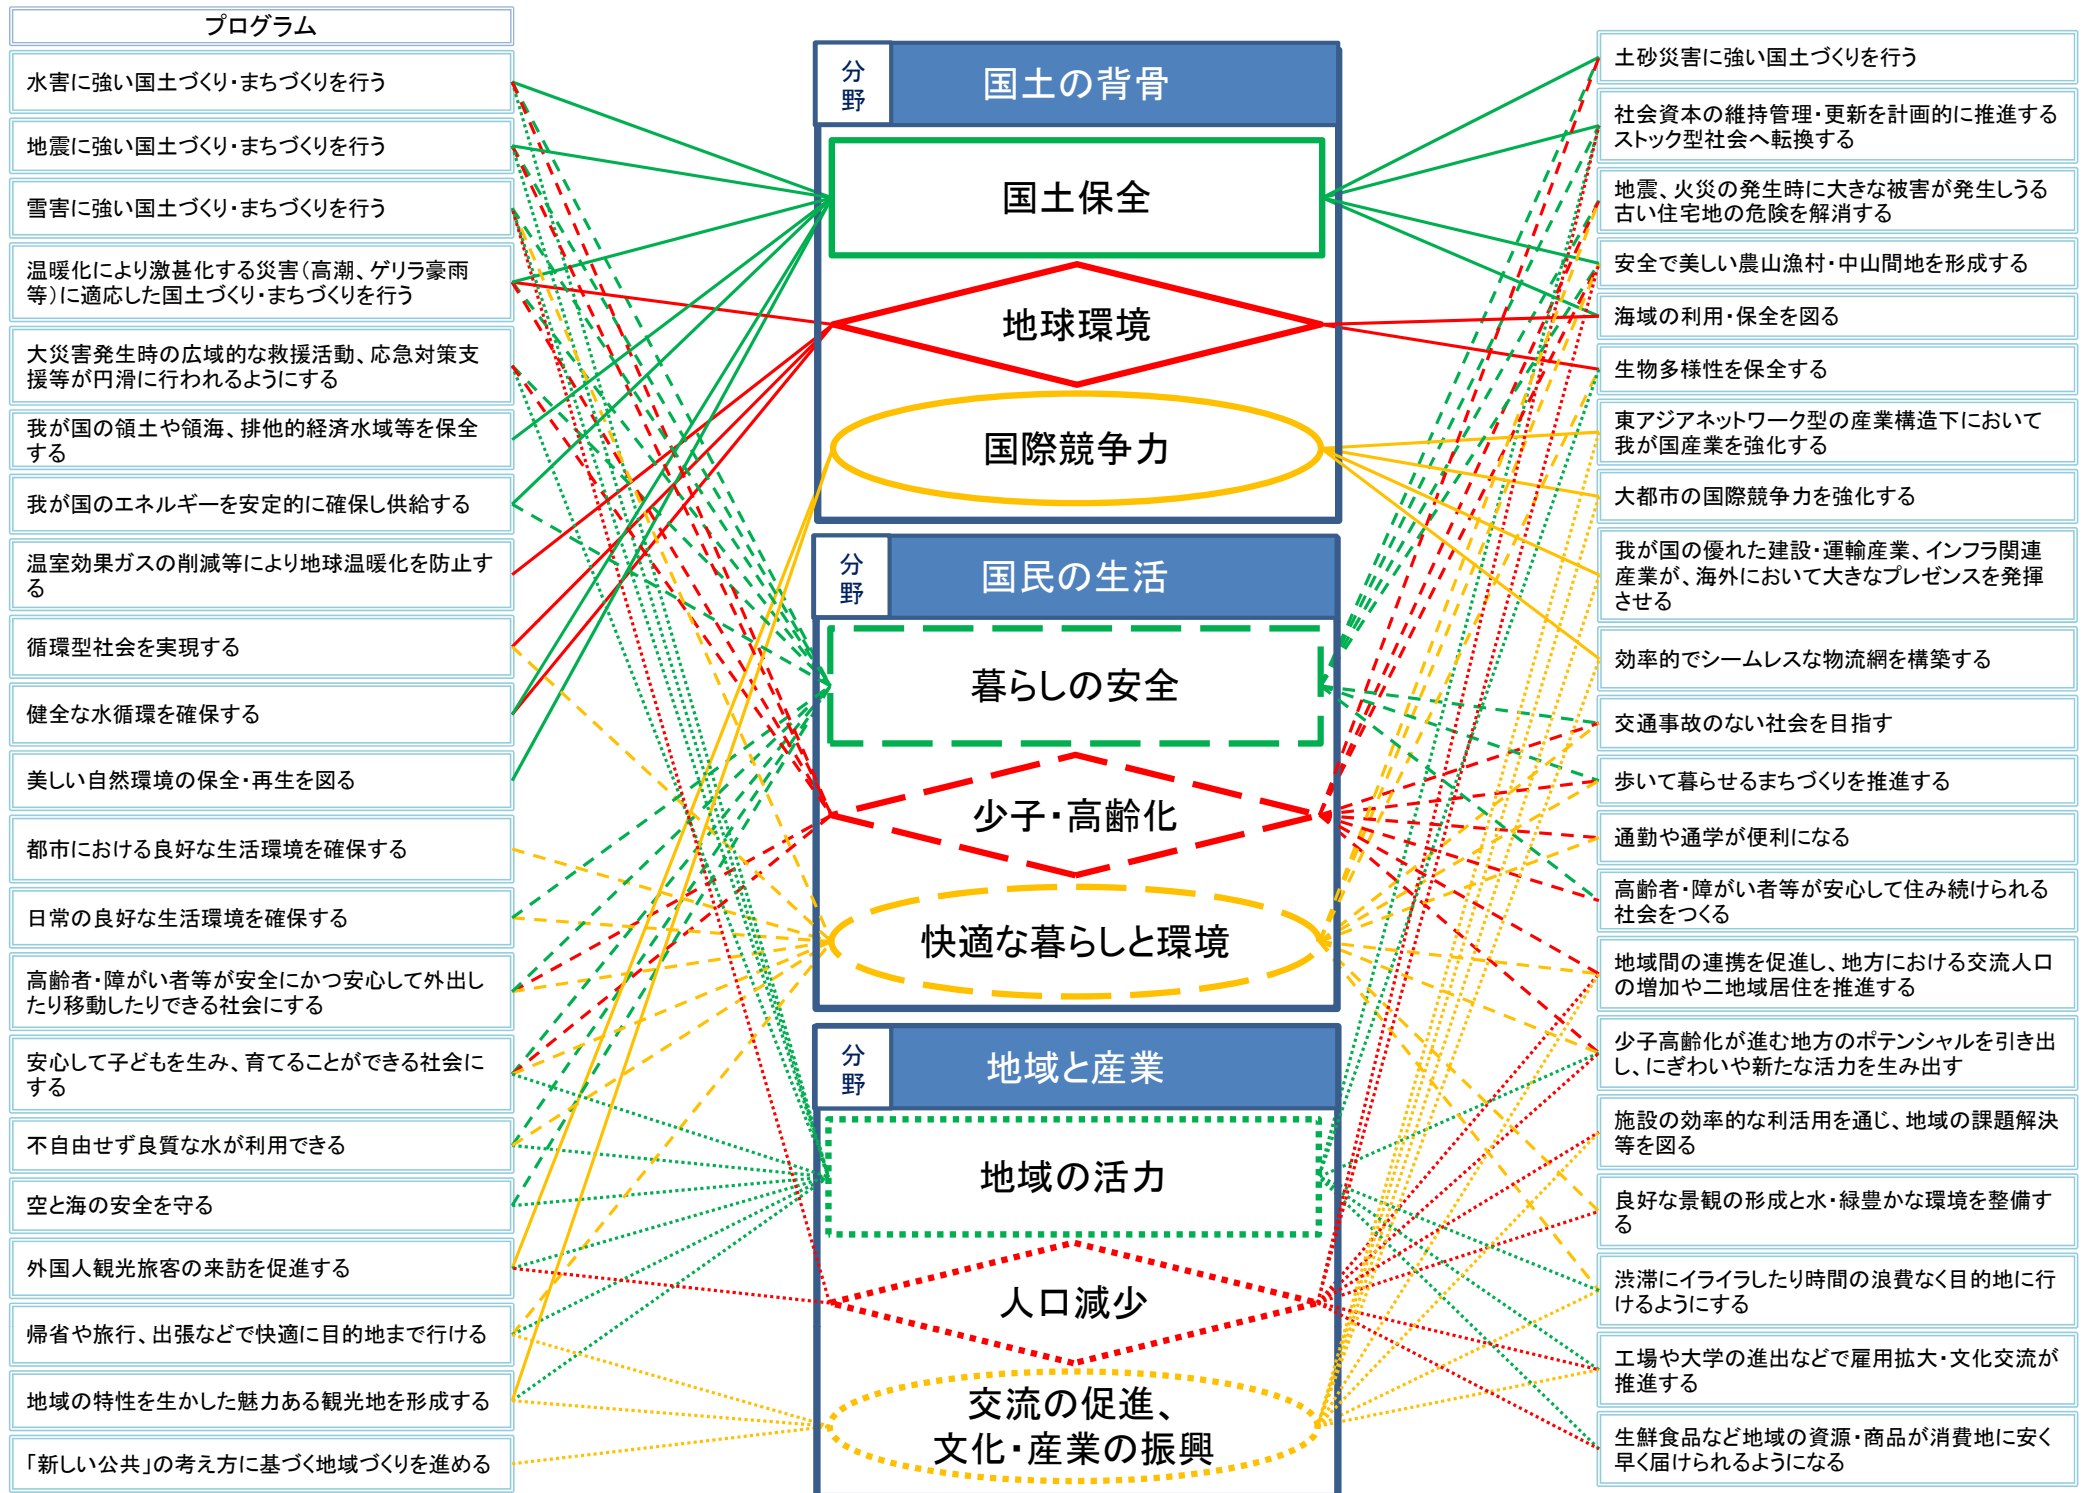 プログラム
水害に強い国土づくり・まちづくりを行う
地震に強い国土づくり・まちづくりを行う
雪害に強い国土づくり・まちづくりを行う
温暖化により激甚化する災害（高潮、ゲリラ豪雨
等）に適応した国土づくり・まちづくりを行う
大災害発生時の広域的な救援活動、応急対策支
援等が円滑に行われるようにする
我が国の領土や領海、排他的経済水域等を保全
する
我が国のエネルギーを安定的に確保し供給する
温室効果ガスの削減等により地球温暖化を防止す
る
循環型社会を実現する
健全な水循環を確保する
美しい自然環境の保全・再生を図る
都市における良好な生活環境を確保する
日常の良好な生活環境を確保する
高齢者・障がい者等が安全にかつ安心して外出し
たり移動したりできる社会にする
安心して子どもを生み、育てることができる社会に
する
不自由せず良質な水が利用できる
空と海の安全を守る
外国人観光旅客の来訪を促進する
帰省や旅行、出張などで快適に目的地まで行ける
地域の特性を生かした魅力ある観光地を形成する
「新しい公共」の考え方に基づく地域づくりを進める
分
野
国土の背骨
国土保全
地球環境
国際競争力
分
野
国民の生活
暮らしの安全
少子・高齢化
快適な暮らしと環境
分
野
地域と産業
地域の活力
人口減少
交流の促進、
文化・産業の振興
土砂災害に強い国土づくりを行う
社会資本の維持管理・更新を計画的に推進する
ストック型社会へ転換する
地震、火災の発生時に大きな被害が発生しうる
古い住宅地の危険を解消する
安全で美しい農山漁村・中山間地を形成する
海域の利用・保全を図る
生物多様性を保全する
東アジアネットワーク型の産業構造下において
我が国産業を強化する
大都市の国際競争力を強化する
我が国の優れた建設・運輸産業、インフラ関連
産業が、海外において大きなプレゼンスを発揮
させる
効率的でシームレスな物流網を構築する
交通事故のない社会を目指す
歩いて暮らせるまちづくりを推進する
通勤や通学が便利になる
高齢者・障がい者等が安心して住み続けられる
社会をつくる
地域間の連携を促進し、地方における交流人口
の増加や二地域居住を推進する
少子高齢化が進む地方のポテンシャルを引き出
し、にぎわいや新たな活力を生み出す
施設の効率的な利活用を通じ、地域の課題解決
等を図る
良好な景観の形成と水・緑豊かな環境を整備す
る
渋滞にイライラしたり時間の浪費なく目的地に行
けるようにする
工場や大学の進出などで雇用拡大・文化交流が
推進する
生鮮食品など地域の資源・商品が消費地に安く
早く届けられるようになる